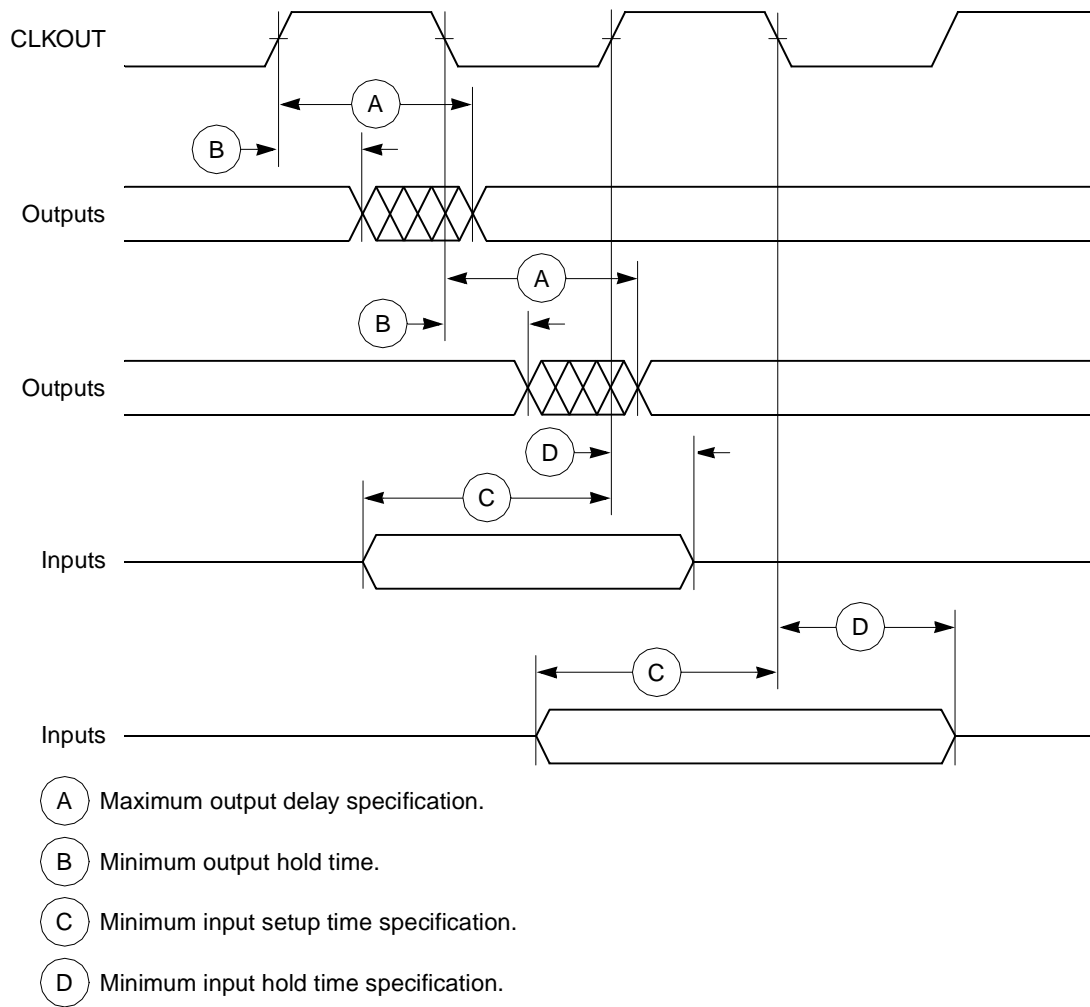 CLKOUT
A
B
Outputs
A
B
Outputs
D
C
Inputs
D
C
Inputs
A Maximum output delay specification.
B Minimum output hold time.
C Minimum input setup time specification.
D Minimum input hold time specification.